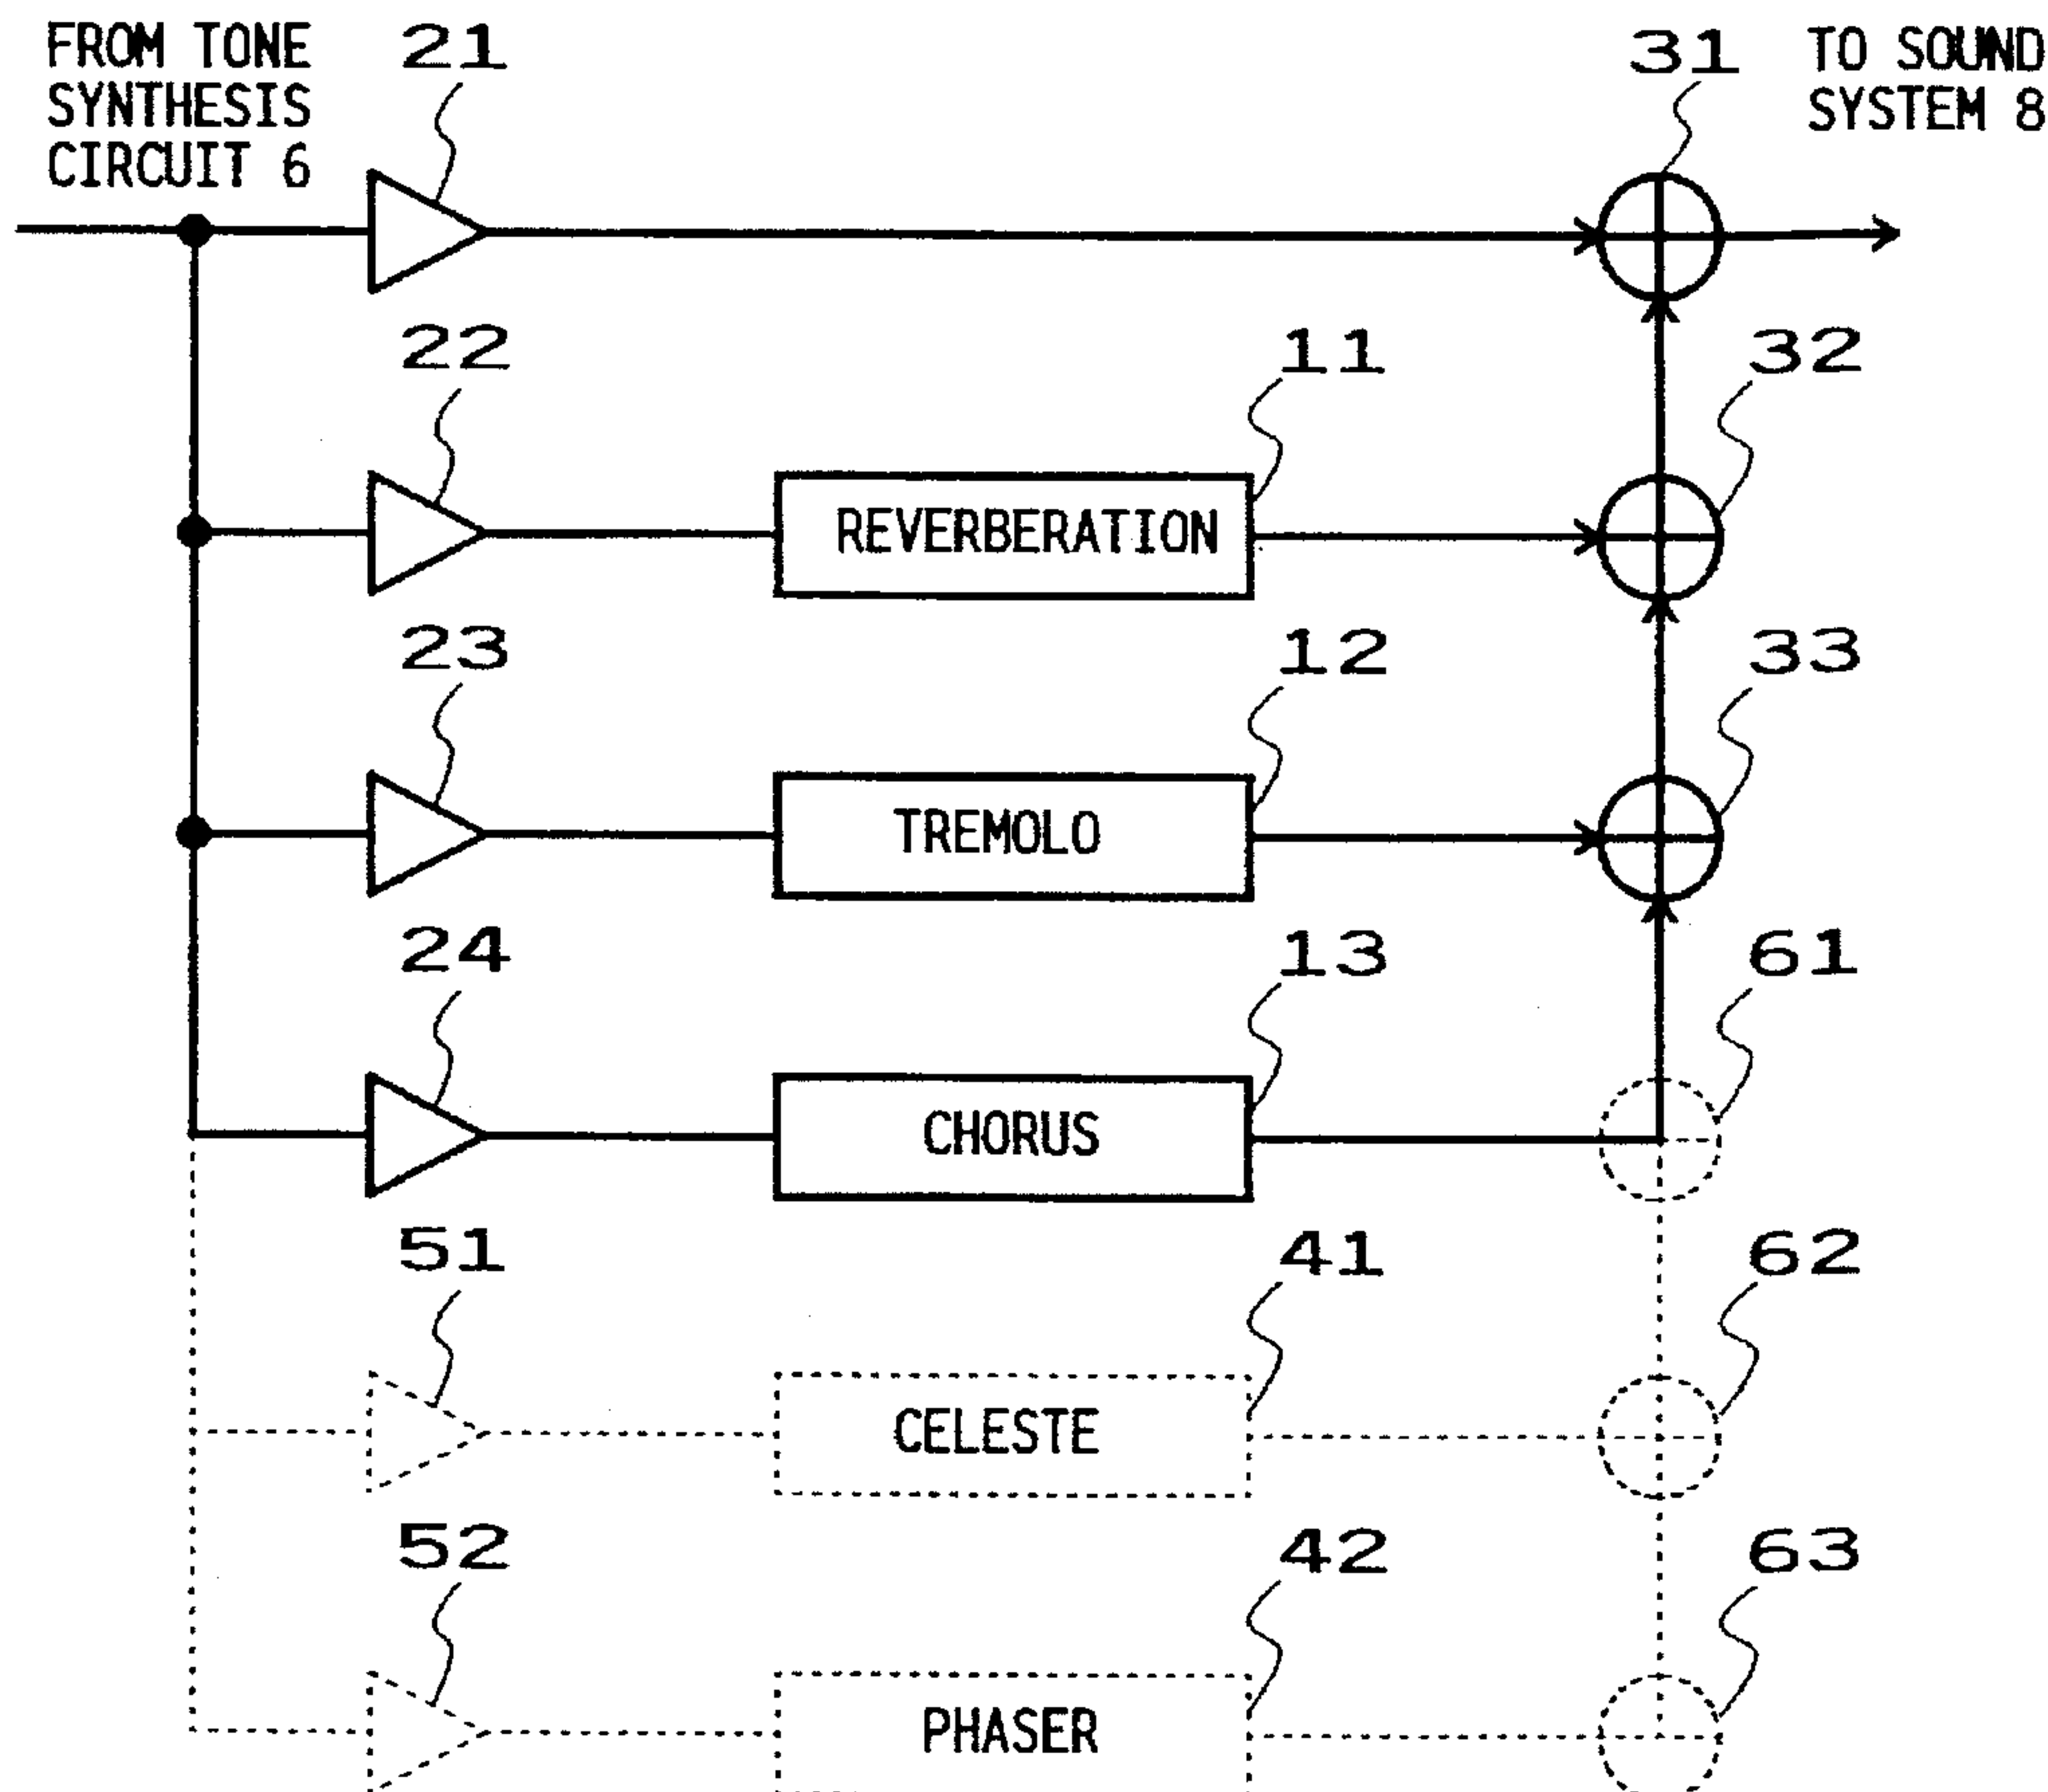 FROM TONE
SYNTHESIS
CIRCUIT 6
21
31
TO SOUND
SYSTEM 8
22
11
32
REVERBERATION
23
12
33
TREMOLO
24
13
61
CHORUS
51
41
62
CELESTE
52
42
63
PHASER